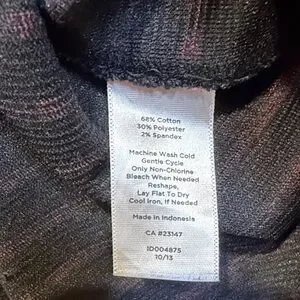 68% Cotton
30% Polyester
2% Spandex
Machine Wash Cold
Gentle Cycle
Only Non-Chlorine
Bleach When Needed
Reshape,
Lay Flat To Dry
Cool Iron, If Needed
Made In Indonesia
CA #23147
ID004875
10/13